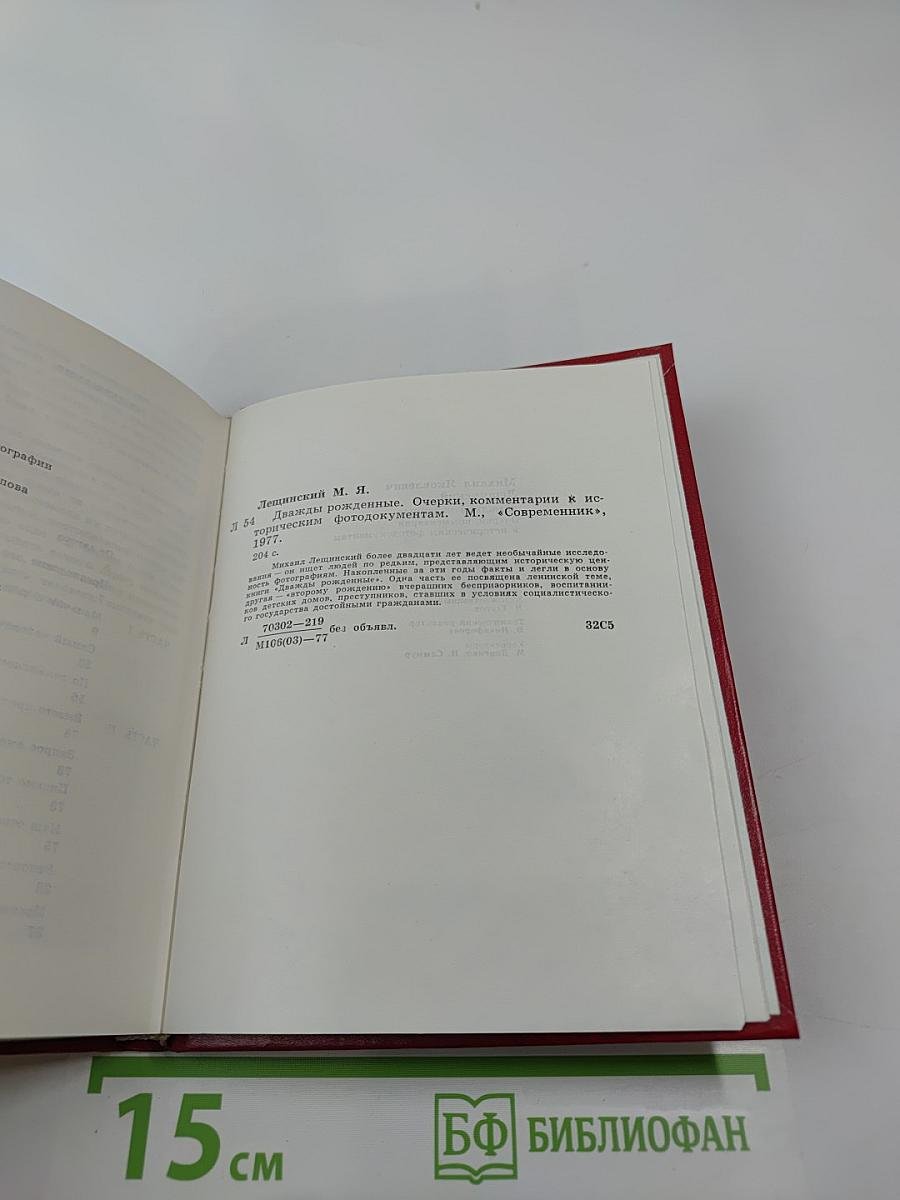 ографии
пова
Лещинский М. Я.
Л 54 Дважды рожденные. Очерки, комментарии к ис-
торическим фотодокументам. М., «Современник»,
1977.
204 с.
Михаил Лещинский более двадцати лет ведет необычайные исследо-
вания — он ищет людей по редким, представляющим историческую цен-
ность фотографиям. Накопленные за эти годы факты и легли в основу
книги «Дважды рожденные». Одна часть ее посвящена ленинской теме,
другая — «второму рождению» вчерашних беспризорников, воспитанни-
ков детских домов, преступников, ставших в условиях социалистическо-
го государства достойными гражданами.
Л 70302—219 без объявл. 32С5
М106(03)—77
15 см
БФ БИБЛИОФАН